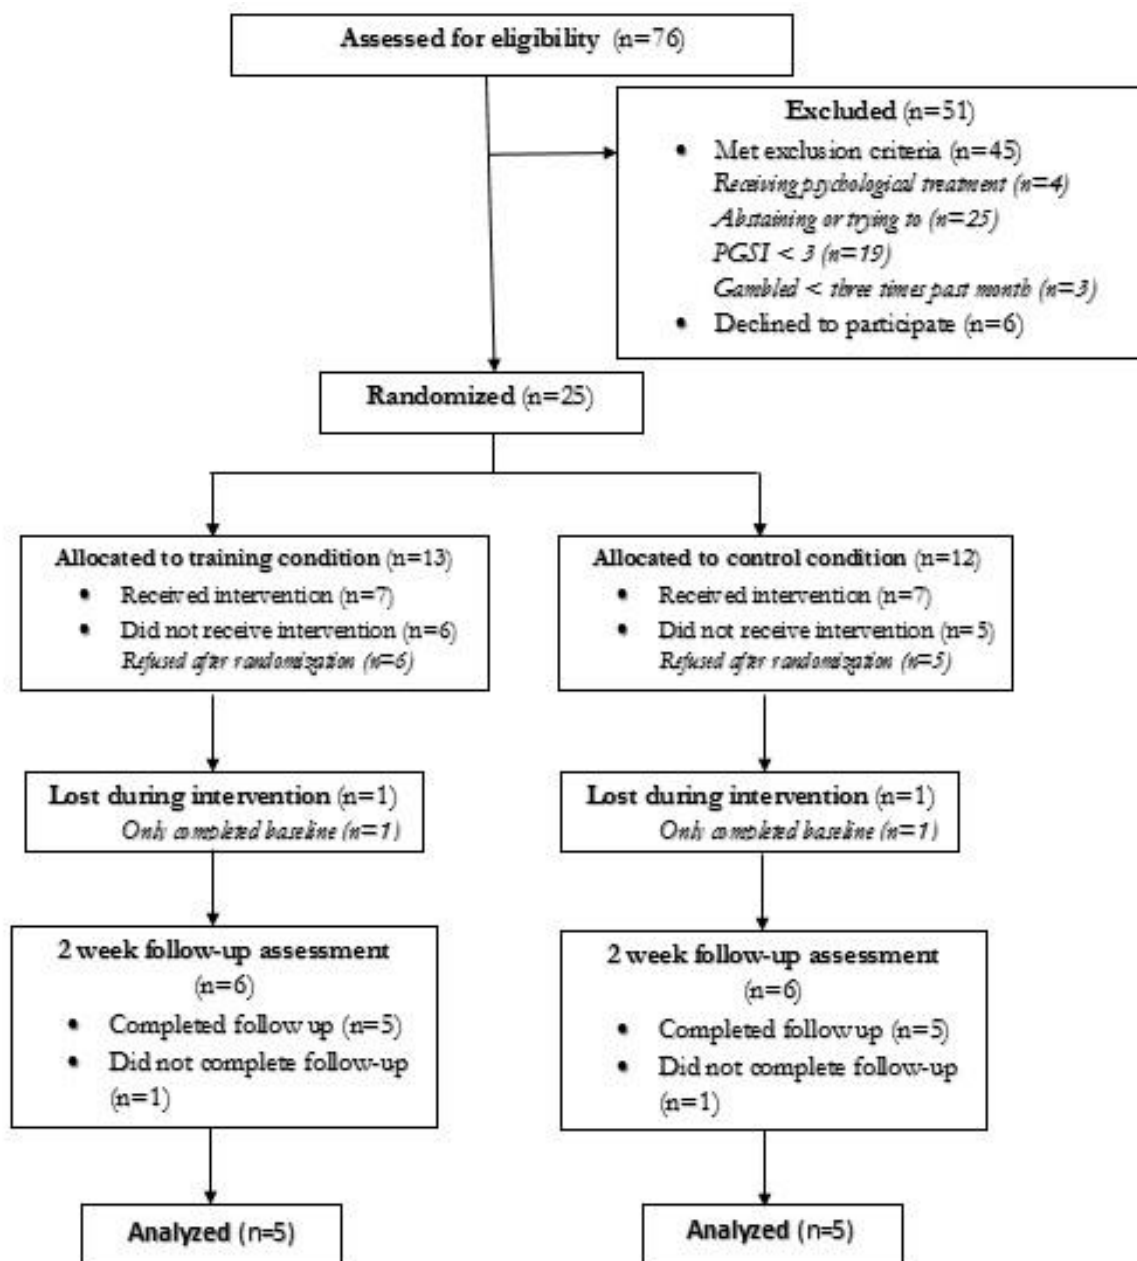 Assessed for eligibility (n=76)
Excluded (n=51)
• Met exclusion criteria (n=45)
Receiving psychological treatment (n=4)
Abstaining or trying to (n=25)
PGSI < 3 (n=19)
Gambled < three times past month (n=3)
• Declined to participate (n=6)
Randomized (n=25)
Allocated to training condition (n=13)
• Received intervention (n=7)
• Did not receive intervention (n=6)
Refused after randomization (n=6)
Allocated to control condition (n=12)
• Received intervention (n=7)
• Did not receive intervention (n=5)
Refused after randomization (n=5)
Lost during intervention (n=1)
Only completed baseline (n=1)
Lost during intervention (n=1)
Only completed baseline (n=1)
2 week follow-up assessment
(n=6)
• Completed follow up (n=5)
• Did not complete follow-up
(n=1)
2 week follow-up assessment
(n=6)
• Completed follow up (n=5)
• Did not complete follow-up
(n=1)
Analyzed (n=5)
Analyzed (n=5)